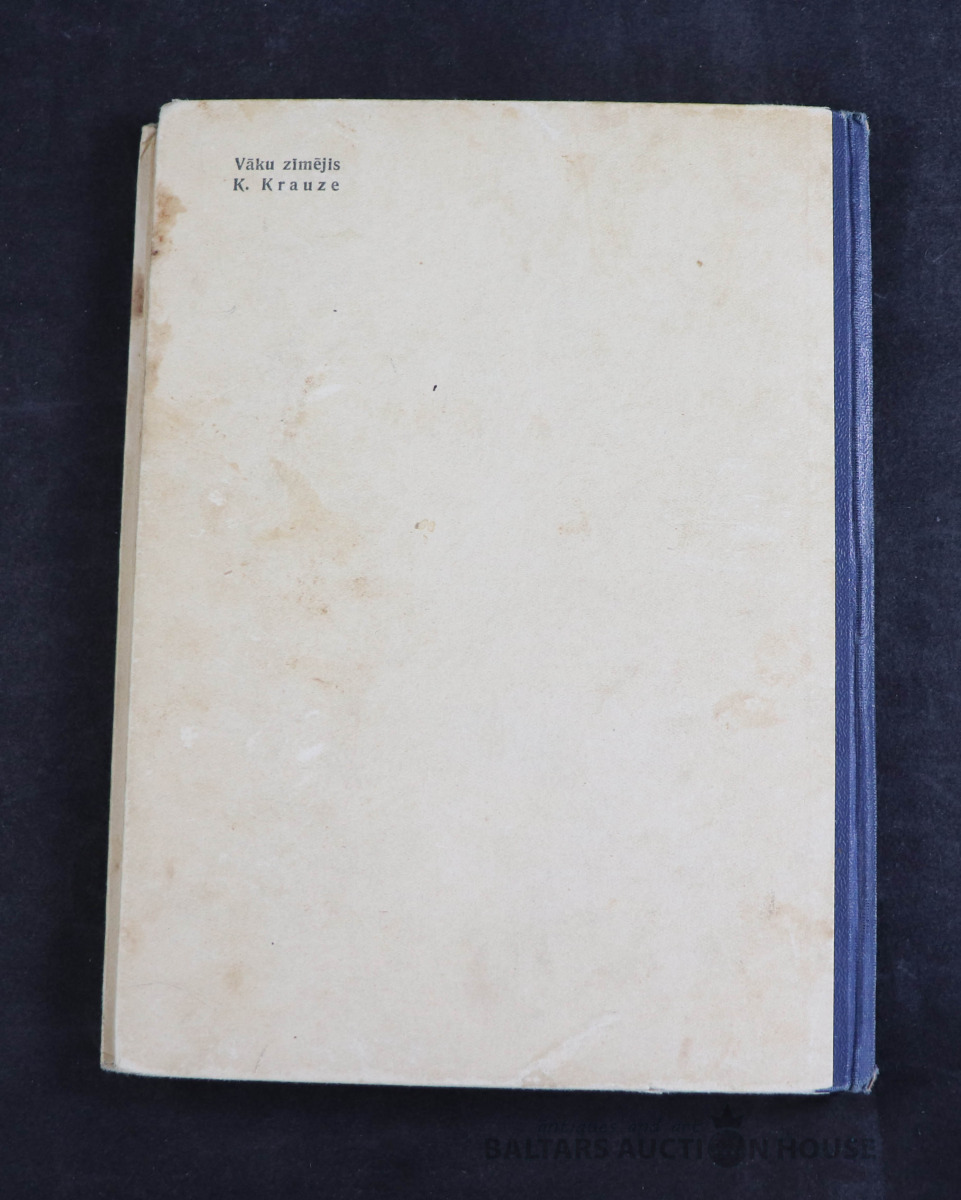 Vāku zīmējis
K. Krauze
BALTARS AUCTION HOUSE